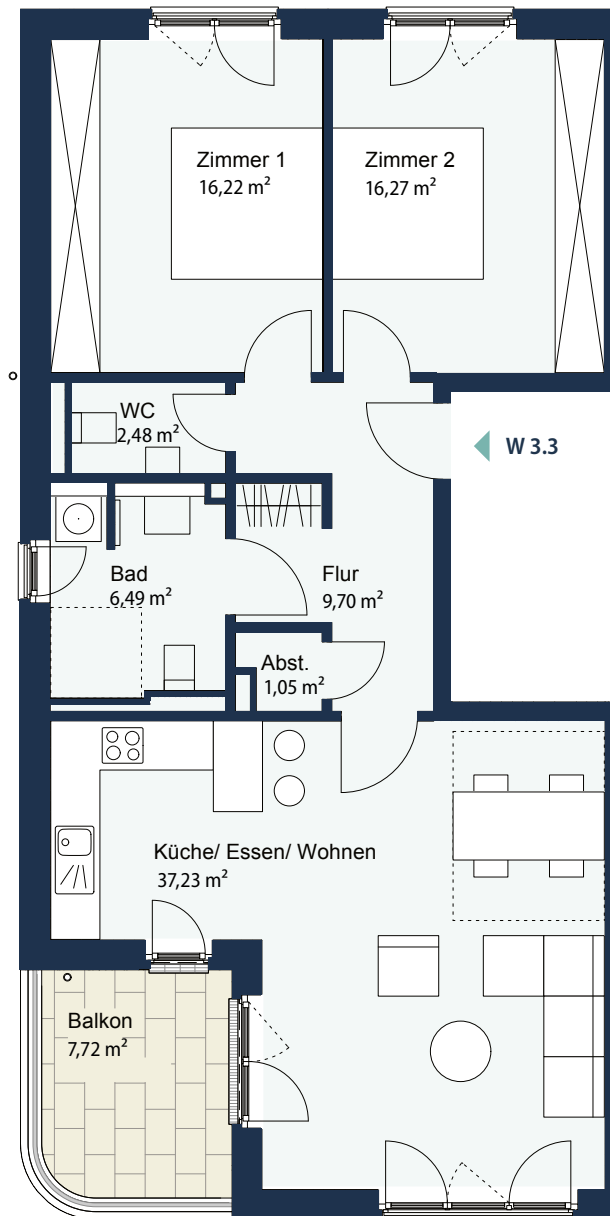 Zimmer 1
16,22 m²
Zimmer 2
16,27 m²
WC
2,48 m²
W 3.3
Bad
6,49 m²
Flur
9,70 m²
Abst.
1,05 m²
Küche/ Essen/ Wohnen
37,23 m²
Balkon
7,72 m²